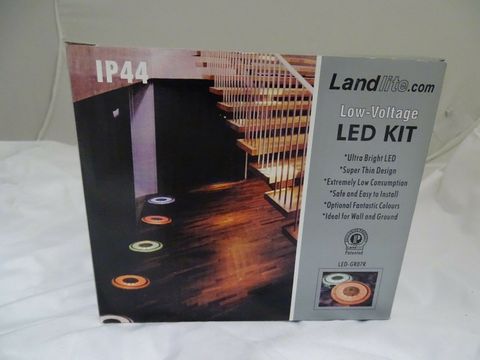 IP44
Landlite.com
Low-Voltage
LED KIT
*Ultra Bright LED
*Super Thin Design
*Extremely Low Consumption
*Safe and Easy to Install
*Optional Fantastic Colours
*Ideal for Wall and Ground
Patented
LED-GR07R